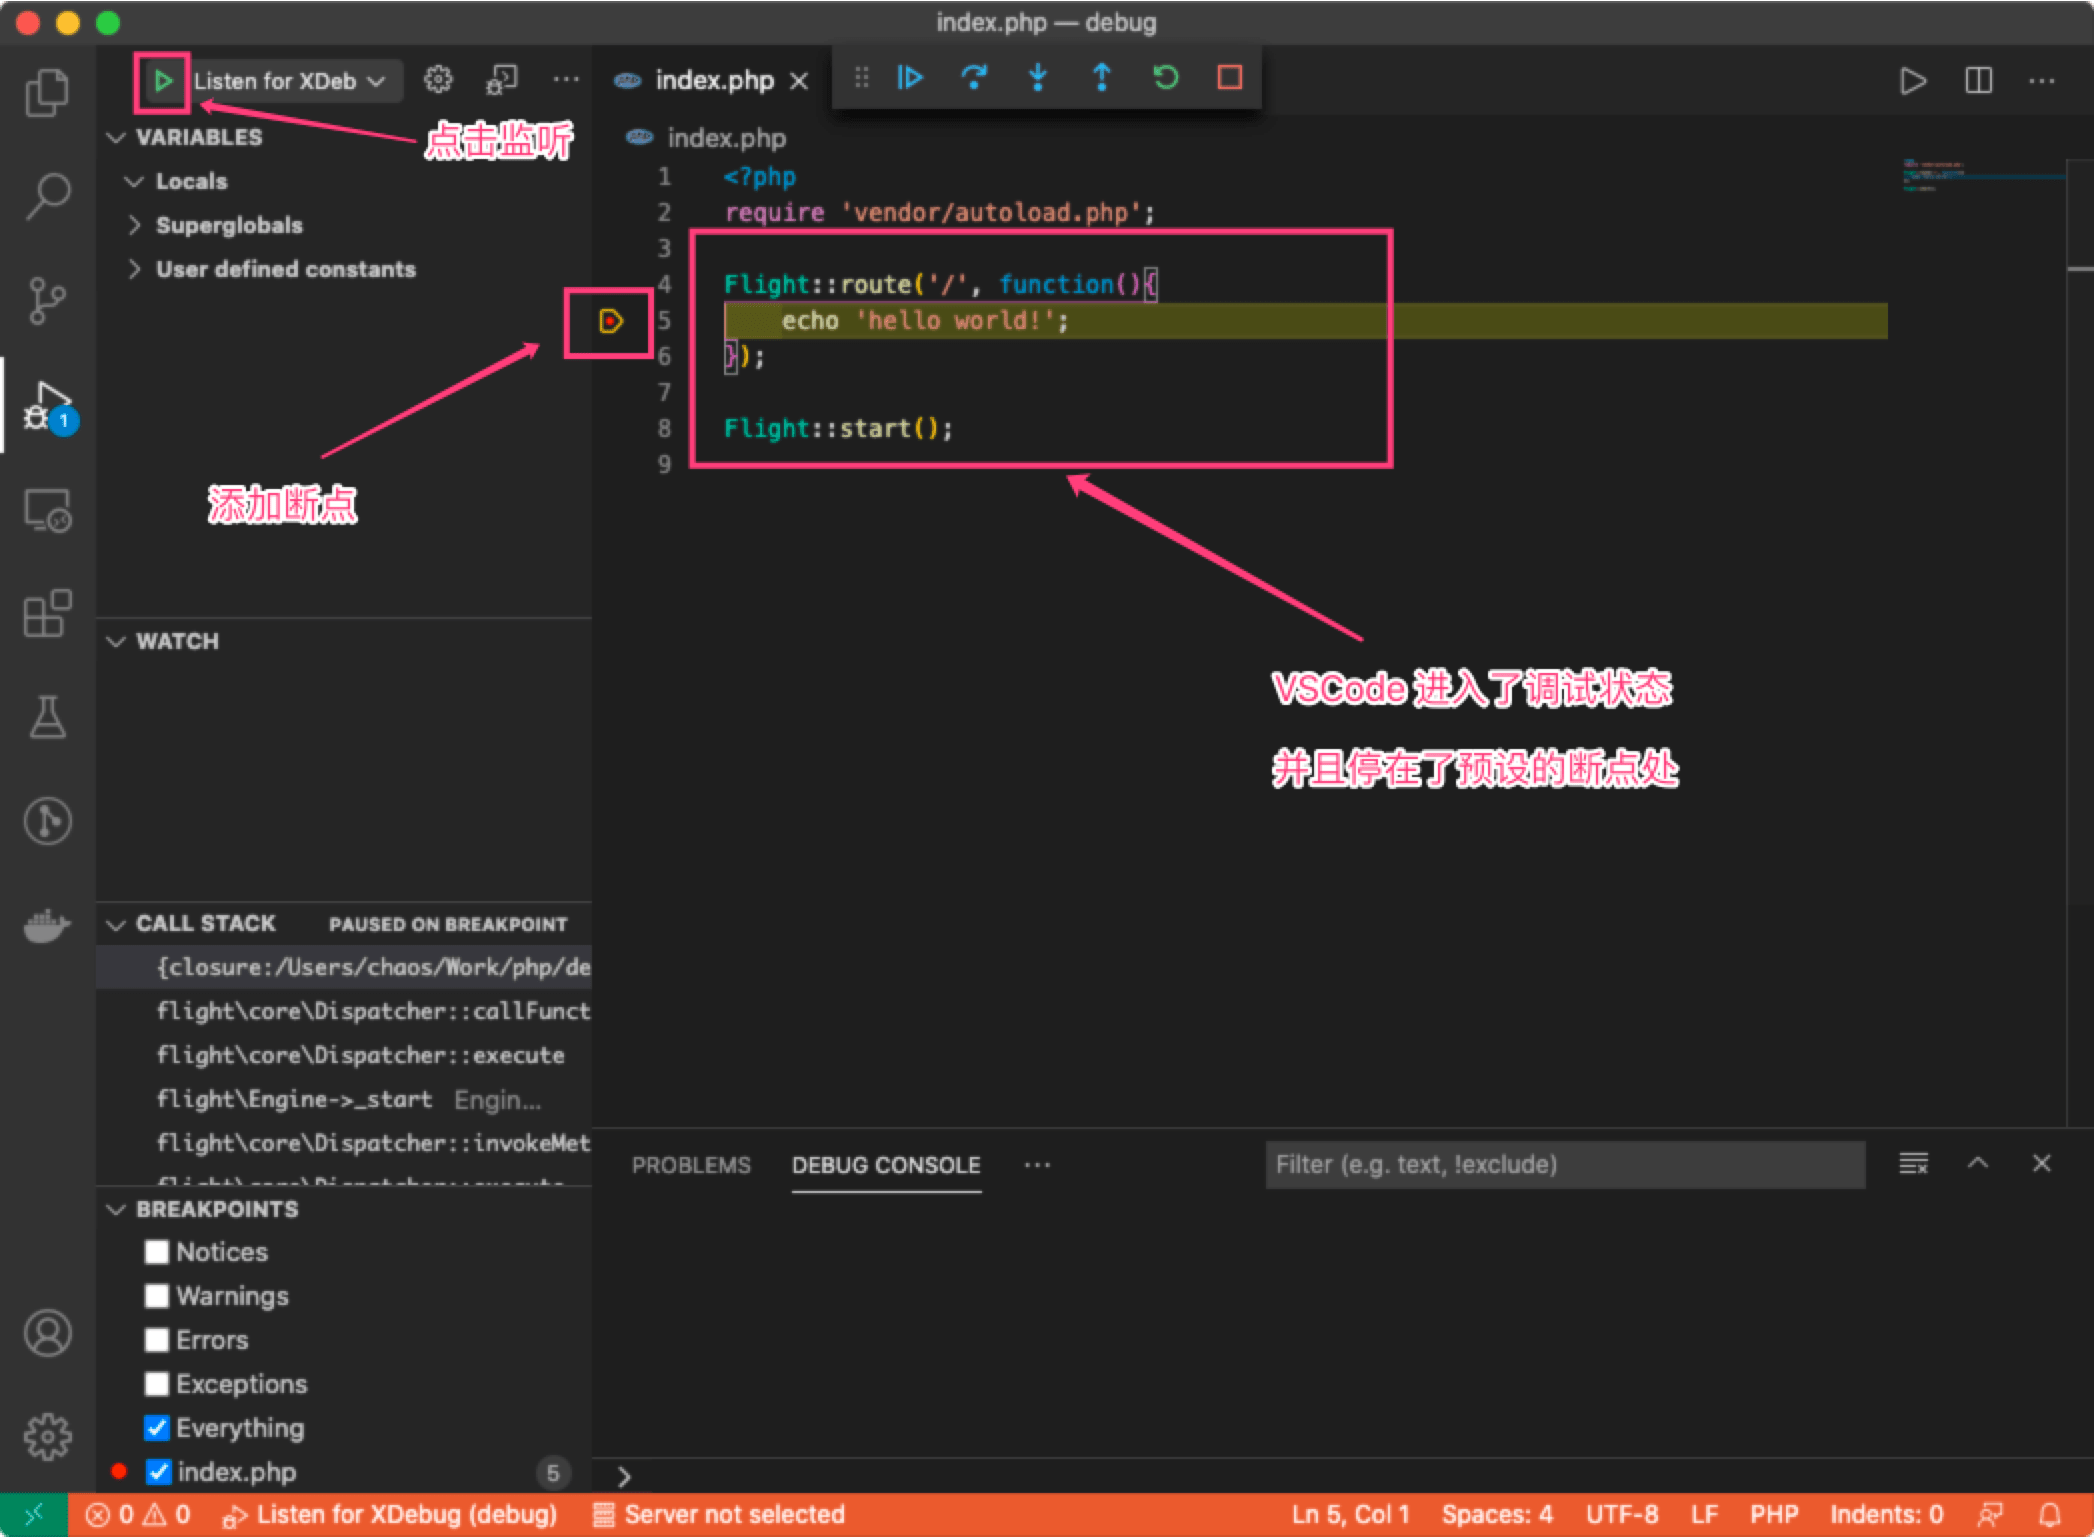 index.php — debug
Listen for XDeb
index.php
点击监听
VARIABLES
Locals
Superglobals
User defined constants
添加断点
WATCH
CALL STACK PAUSED ON BREAKPOINT
{closure:/Users/chaos/Work/php/de
flight\core\Dispatcher::callFunct
flight\core\Dispatcher::execute
flight\Engine->_start Engin...
flight\core\Dispatcher::invokeMet
BREAKPOINTS
Notices
Warnings
Errors
Exceptions
Everything
index.php 5
1
index.php
1 <?php
2 require 'vendor/autoload.php';
3
4 Flight::route('/', function(){
5 echo 'hello world!';
6 });
7
8 Flight::start();
9
VSCode 进入了调试状态
并且停在了预设的断点处
PROBLEMS DEBUG CONSOLE
Filter (e.g. text, !exclude)
0 0 Listen for XDebug (debug) Server not selected Ln 5, Col 1 Spaces: 4 UTF-8 LF PHP Indents: 0